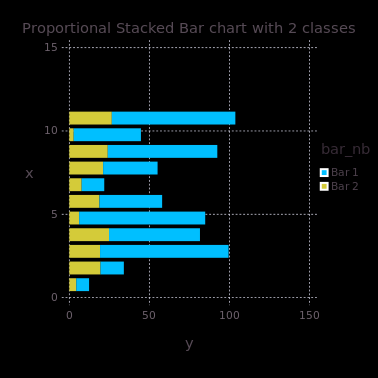 Proportional Stacked Bar chart with 2 classes
15
10
5
0
x
0 50 100 150
y
bar_nb
Bar 1
Bar 2